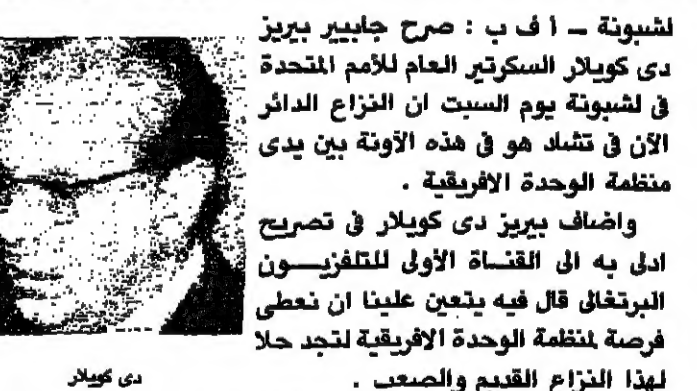 لشبونة ــ أ ف ب : صرح جابيير بيريز
دى كويلار السكرتير العام للأمم المتحدة
فى لشبونة يوم السبت ان النزاع الدائر
الآن فى تشاد هو فى هذه الآونة بين يدى
منظمة الوحدة الافريقية .
واضاف بيريز دى كويلار فى تصريح
ادلى به الى القنــاة الأولى للتلفزيــــون
البرتغالى قال فيه يتعين علينا ان نعطى
فرصة لمنظمة الوحدة الافريقية لتجد حلا
لهذا النزاع القديم والصعب .
دى كويلار